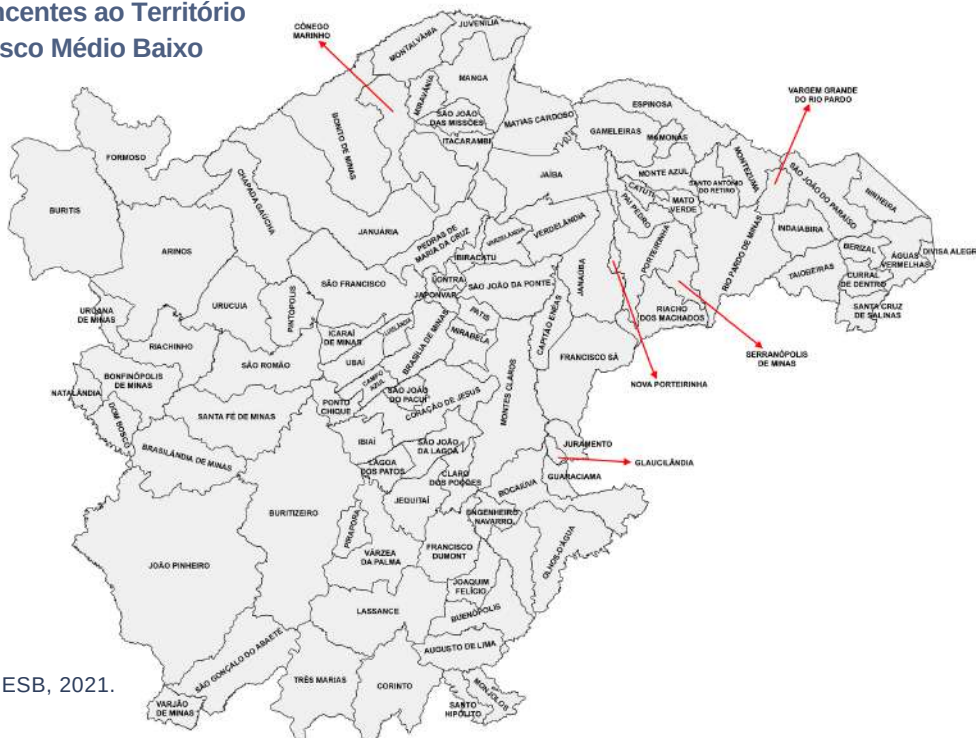 ncentes ao Território
sco Médio Baixo
CÔNEGO
MARINHO
MONTALVÂNIA
JUVENÍLIA
MIRAVÂNIA
MANGA
SÃO JOÃO
DAS MISSÕES
ITACARAMBI
MATIAS CARDOSO
BONITO DE MINAS
ESPINOSA
GAMELEIRAS
MAMONAS
VARGEM GRANDE
DO RIO PARDO
MONTEZUMA
SÃO JOÃO DO PARAÍSO
NINHEIRA
FORMOSO
BURITIS
CHAPADA GAÚCHA
ARINOS
JANUÁRIA
JAÍBA
MONTE AZUL
SANTO ANTÔNIO
DO RETIRO
CATUTI
MATO
VERDE
PAI PEDRO
PORTEIRINHA
RIO PARDO DE MINAS
INDAIABIRA
BERIZAL
ÁGUAS
VERMELHAS
DIVISA ALEGR
TAIOBEIRAS
CURRAL
DE DENTRO
SANTA CRUZ
DE SALINAS
PEDRAS DE
MARIA DA CRUZ
VARZELÂNDIA
VERDELÂNDIA
IBIRACATU
LONTRA
JAPONVAR
SÃO JOÃO DA PONTE
JANAÚBA
CAPITÃO ENÉAS
RIACHO
DOS MACHADOS
SERRANÓPOLIS
DE MINAS
NOVA PORTEIRINHA
FRANCISCO SÁ
URUANA
DE MINAS
URUCUIA
PINTÓPOLIS
SÃO FRANCISCO
RIACHINHO
ICARAÍ
DE MINAS
LUISLÂNDIA
BRASÍLIA DE MINAS
PATIS
MIRABELA
UBAÍ
CAMPO
AZUL
SÃO ROMÃO
BONFINÓPOLIS
DE MINAS
NATALÂNDIA
DOM BOSCO
SANTA FÉ DE MINAS
PONTO
CHIQUE
SÃO JOÃO
DO PACUÍ
CORAÇÃO DE JESUS
MONTES CLAROS
BRASILÂNDIA DE MINAS
IBIAÍ
SÃO JOÃO
DA LAGOA
LAGOA
DOS PATOS
CLARO
DOS POÇÕES
JURAMENTO
GLAUCILÂNDIA
GUARACIAMA
BOCAIÚVA
JEQUITAÍ
ENGENHEIRO
NAVARRO
BURITIZEIRO
PIRAPORA
VÁRZEA
DA PALMA
FRANCISCO
DUMONT
OLHOS-D'ÁGUA
JOÃO PINHEIRO
JOAQUIM
FELÍCIO
LASSANCE
BUENÓPOLIS
AUGUSTO DE LIMA
SÃO GONÇALO DO ABAETÉ
TRÊS MARIAS
CORINTO
MONJOLOS
SANTO
HIPÓLITO
VARJÃO
DE MINAS
ESB, 2021.